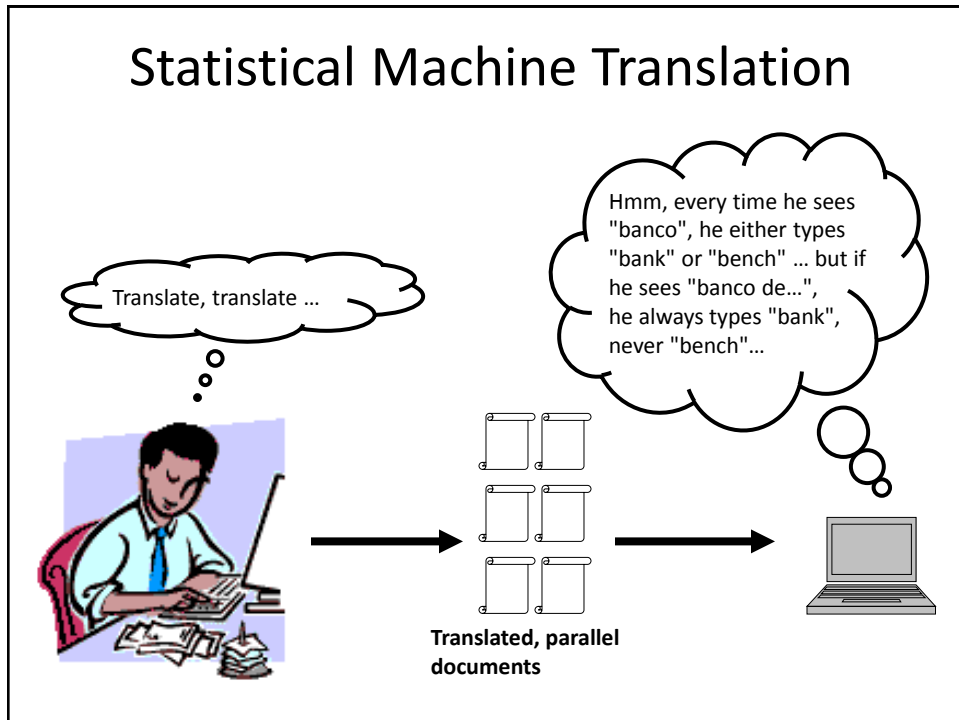 Statistical Machine Translation
Translate, translate …
Hmm, every time he sees
"banco", he either types
"bank" or "bench" … but if
he sees "banco de…",
he always types "bank",
never "bench"…
Translated, parallel
documents